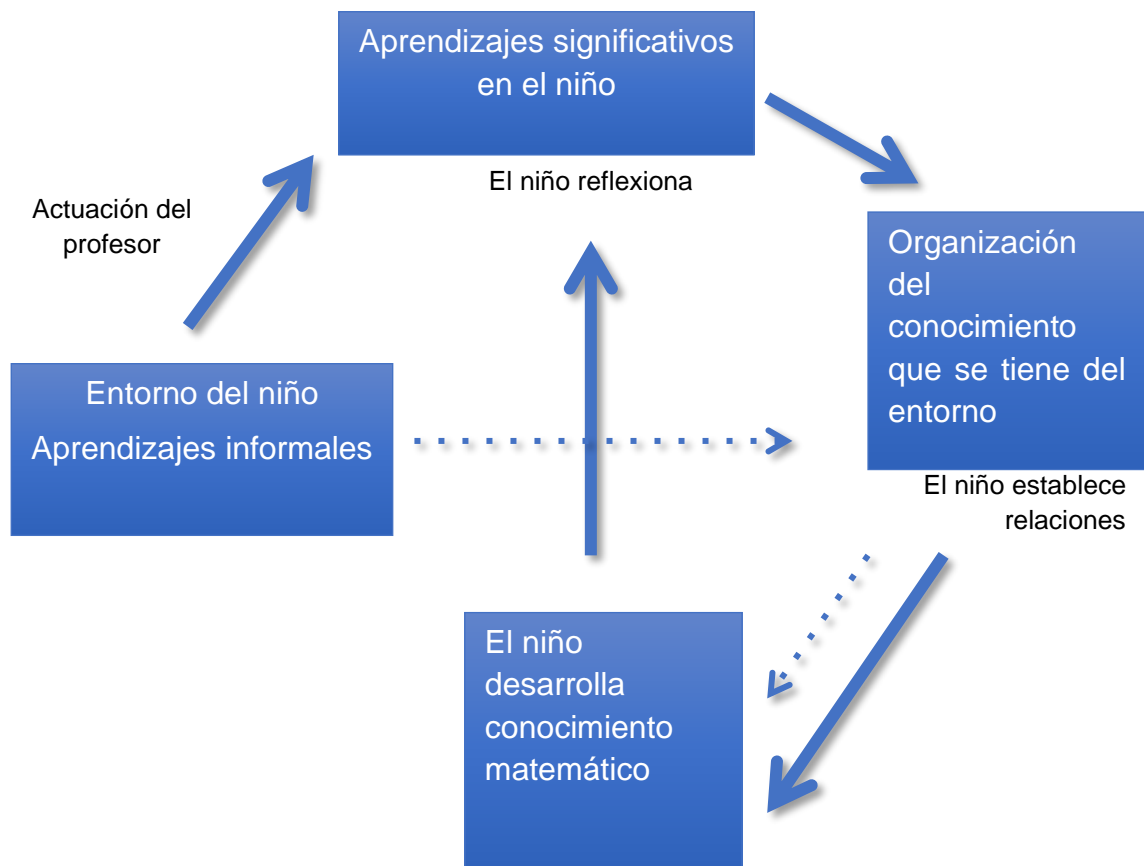 Aprendizajes significativos
en el niño
El niño reflexiona
Actuación del
profesor
Organización
del
conocimiento
que se tiene del
entorno
Entorno del niño
Aprendizajes informales
El niño establece
relaciones
El niño
desarrolla
conocimiento
matemático